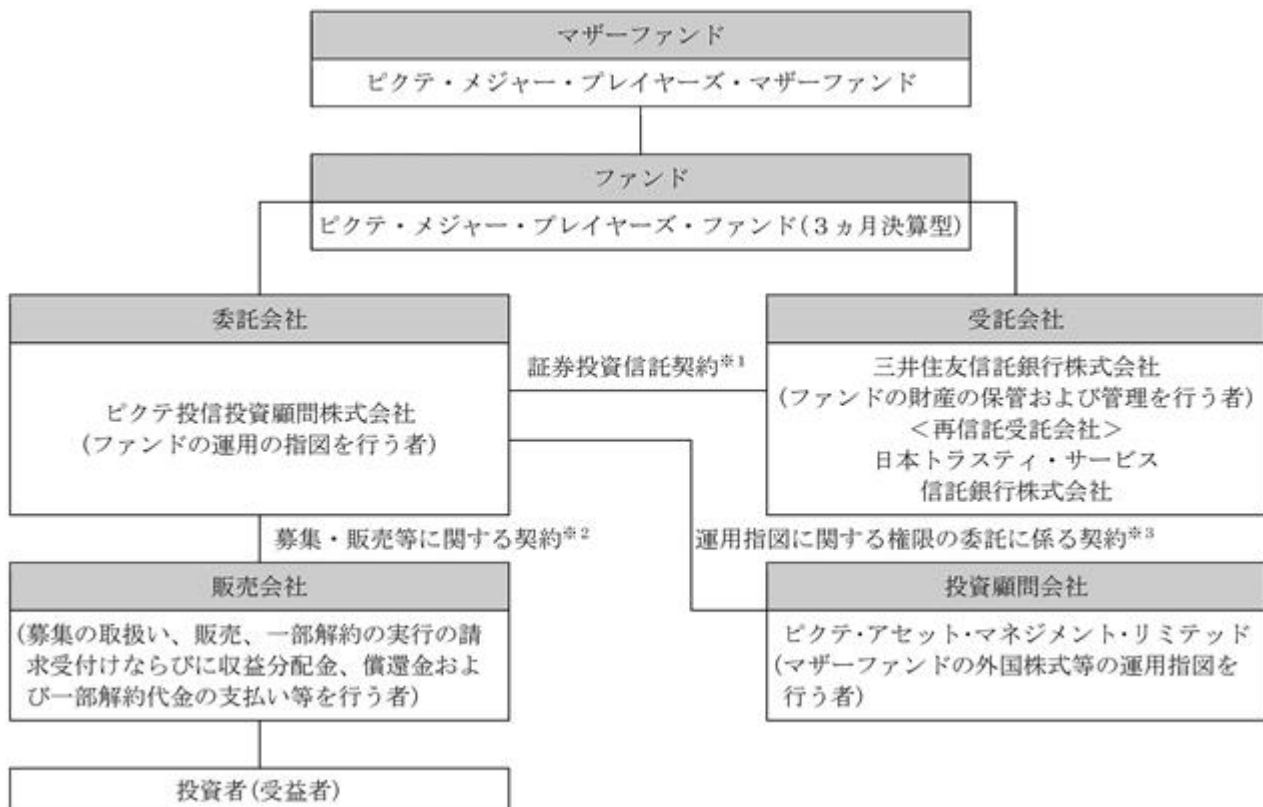 マザーファンド
ピクテ・メジャー・プレイヤーズ・マザーファンド
ファンド
ピクテ・メジャー・プレイヤーズ・ファンド(3ヵ月決算型)
委託会社
ピクテ投信投資顧問株式会社
(ファンドの運用の指図を行う者)
証券投資信託契約※1
受託会社
三井住友信託銀行株式会社
(ファンドの財産の保管および管理を行う者)
<再信託受託会社>
日本トラスティ・サービス
信託銀行株式会社
募集・販売等に関する契約※2
運用指図に関する権限の委託に係る契約※3
販売会社
(募集の取扱い、販売、一部解約の実行の請
求受付けならびに収益分配金、償還金およ
び一部解約代金の支払い等を行う者)
投資顧問会社
ピクテ・アセット・マネジメント・リミテッド
(マザーファンドの外国株式等の運用指図を
行う者)
投資者(受益者)